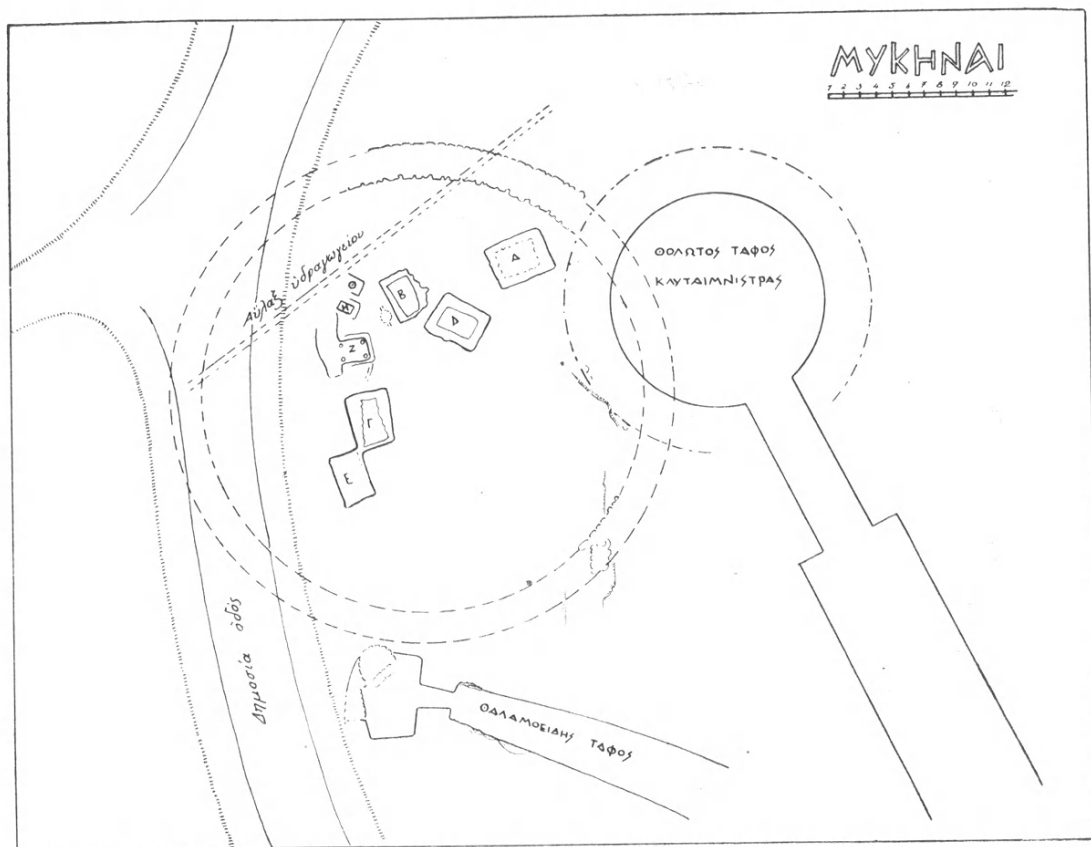 ΜΥΚΗΝΑΙ
1 2 3 4 5 6 7 8 9 10 11 12
ΘΟΛΩΤΟΣ ΤΑΦΟΣ
ΚΛΥΤΑΙΜΝΙΣΤΡΑΣ
Αὖλαξ ὑδραγωγείου
Δ
Θ
Β
Η
Α
Ζ
Γ
Ε
Δημοσία ὁδός
ΘΑΛΑΜΟΕΙΔΗΣ ΤΑΦΟΣ